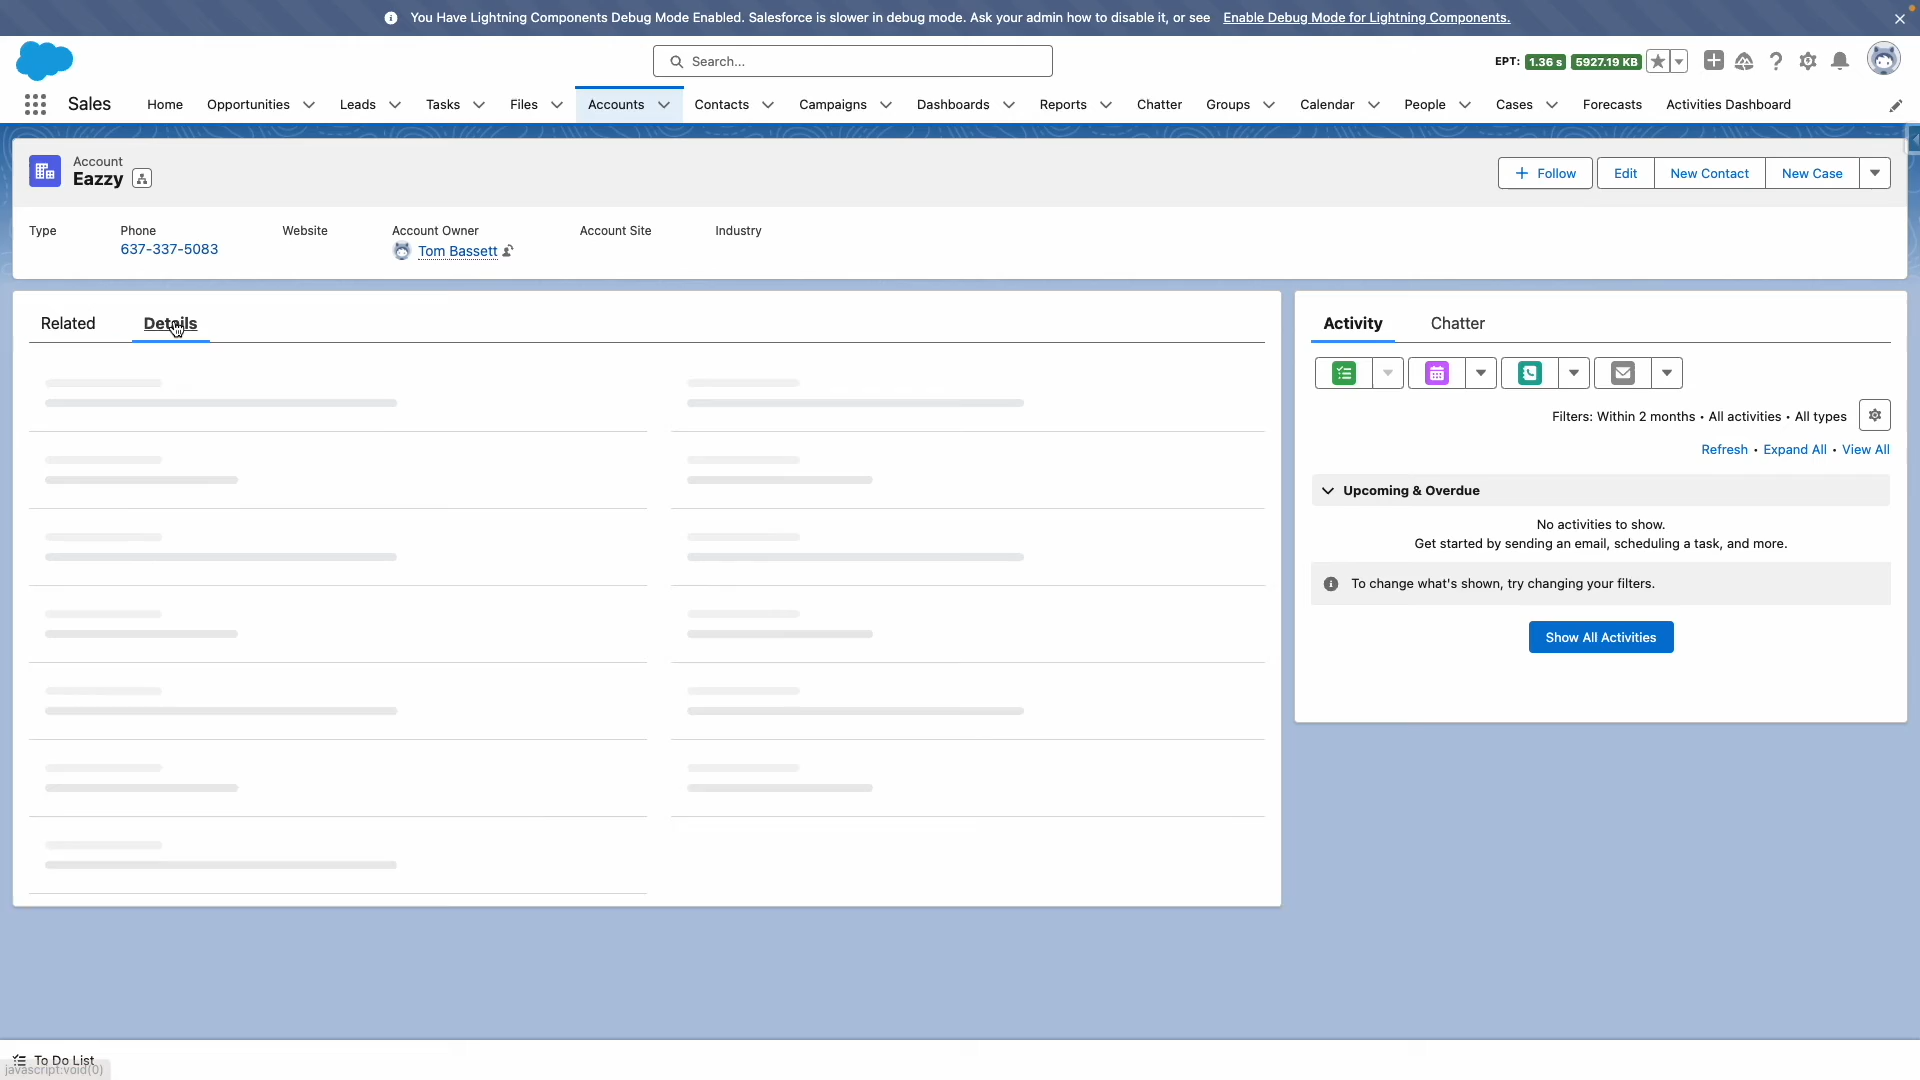 You Have Lightning Components Debug Mode Enabled. Salesforce is slower in debug mode. Ask your admin how to disable it, or see Enable Debug Mode for Lightning Components.
Search...
EPT: 1.36 s 5927.19 KB
Sales Home Opportunities Leads Tasks Files Accounts Contacts Campaigns Dashboards Reports Chatter Groups Calendar People Cases Forecasts Activities Dashboard
Account
Eazzy
Follow Edit New Contact New Case
Type Phone Website Account Owner Account Site Industry
637-337-5083 Tom Bassett
Related Details
Activity Chatter
Filters: Within 2 months • All activities • All types
Refresh • Expand All • View All
Upcoming & Overdue
No activities to show.
Get started by sending an email, scheduling a task, and more.
To change what's shown, try changing your filters.
Show All Activities
To Do List
javascript:void(0)